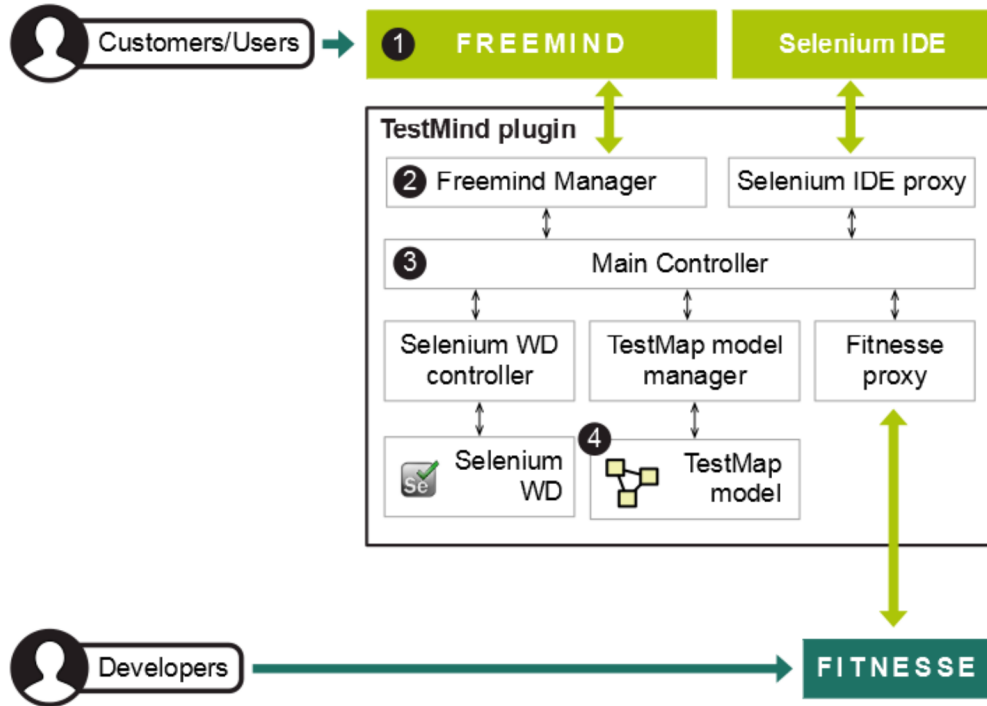 Customers/Users
1 FREEMIND
Selenium IDE
TestMind plugin
2 Freemind Manager
Selenium IDE proxy
3 Main Controller
Selenium WD
controller
TestMap model
manager
Fitnesse
proxy
Se
Selenium
WD
4
TestMap
model
Developers
FITNESSE